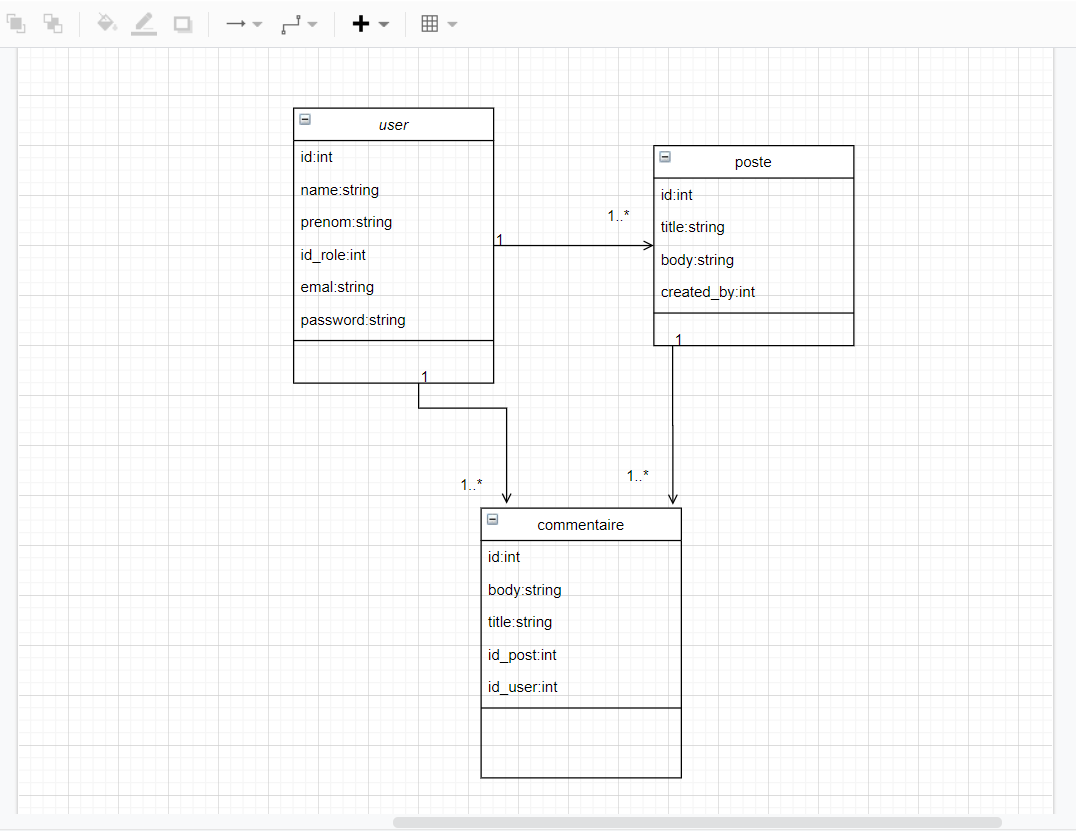 user
id:int
name:string
prenom:string
id_role:int
emal:string
password:string
1
1
1..*
poste
id:int
title:string
body:string
created_by:int
1
1..*
1..*
commentaire
id:int
body:string
title:string
id_post:int
id_user:int